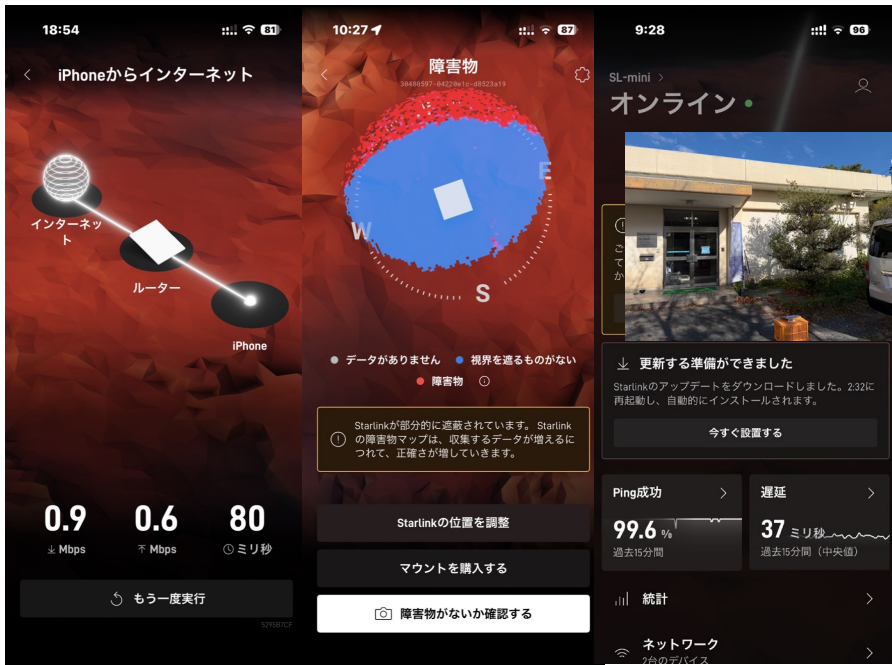 18:54
81
iPhoneからインターネット
インターネッ
ト
ルーター
iPhone
0.9
0.6
80
Mbps
Mbps
ミリ秒
もう一度実行
5295B7CF
10:27
87
障害物
30480597-04220e1c-d8523a19
E
W
S
データがありません
視界を遮るものがない
障害物
Starlinkが部分的に遮蔽されています。 Starlink
の障害物マップは、収集するデータが増えるに
つれて、正確さが増していきます。
Starlinkの位置を調整
マウントを購入する
障害物がないか確認する
9:28
96
SL-mini
オンライン
ご
て
か
更新する準備ができました
Starlinkのアップデートをダウンロードしました。2:32に
再起動し、自動的にインストールされます。
今すぐ設置する
Ping成功
99.6 %
過去15分間
遅延
37 ミリ秒
過去15分間（中央値）
統計
ネットワーク
2台のデバイス